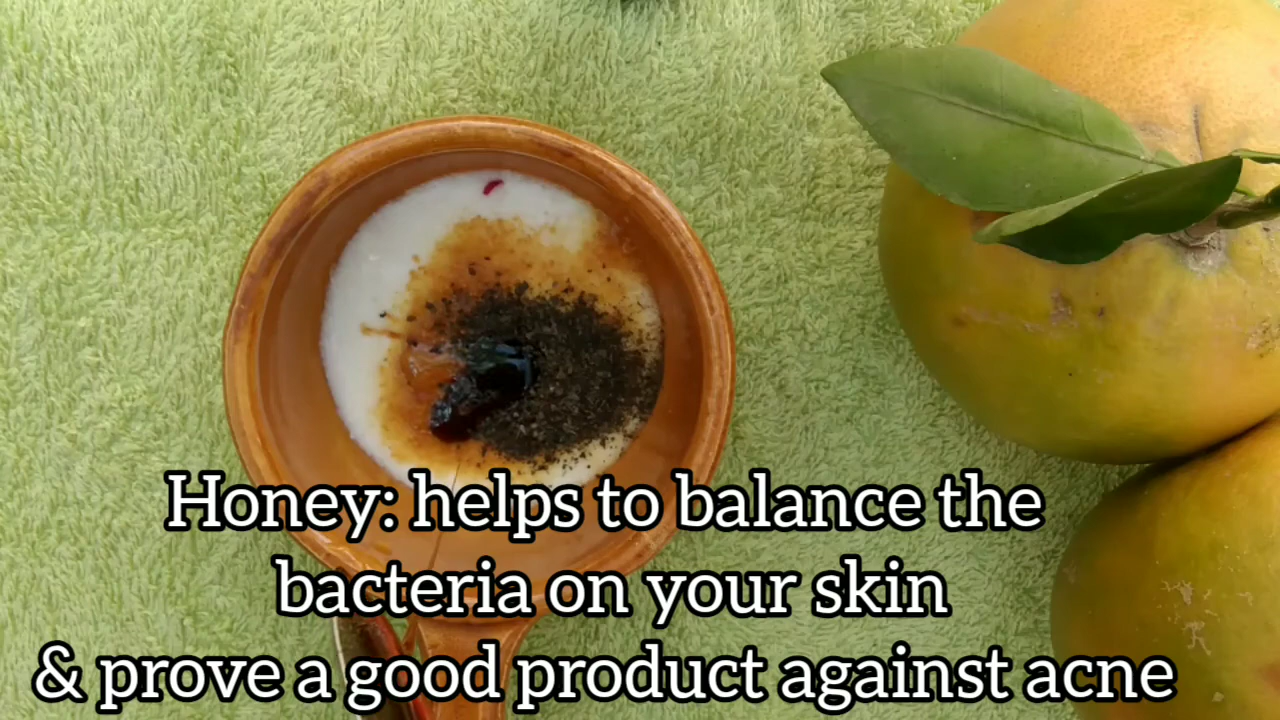 Honey: helps to balance the
bacteria on your skin
& prove a good product against acne